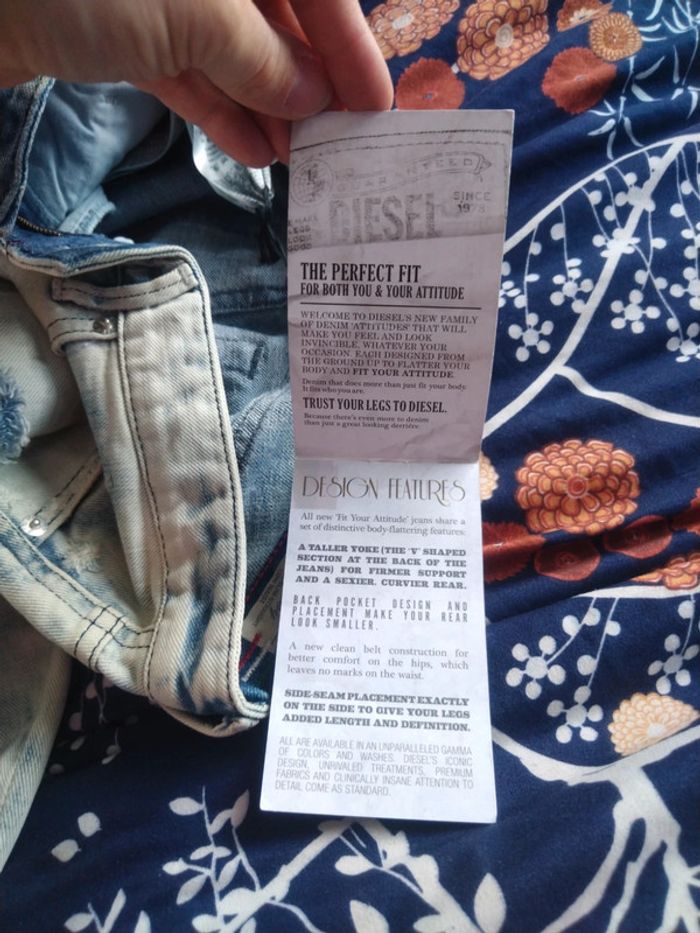 GUARANTEED
DIESEL
SINCE
1978
LEGS
LOOK
GOOD
THE PERFECT FIT
FOR BOTH YOU & YOUR ATTITUDE
WELCOME TO DIESEL'S NEW FAMILY
OF DENIM 'ATTITUDES' THAT WILL
MAKE YOU FEEL AND LOOK
INVINCIBLE. WHATEVER YOUR
OCCASION. EACH DESIGNED FROM
THE GROUND UP TO FLATTER YOUR
BODY AND FIT YOUR ATTITUDE.
Denim that does more than just fit your body.
It fits who you are.
TRUST YOUR LEGS TO DIESEL.
Because there's even more to denim
than just a great looking derrière.
DESIGN FEATURES
All new 'Fit Your Attitude' jeans share a
set of distinctive body-flattering features:
A TALLER YOKE (THE 'V' SHAPED
SECTION AT THE BACK OF THE
JEANS) FOR FIRMER SUPPORT
AND A SEXIER, CURVIER REAR.
BACK POCKET DESIGN AND
PLACEMENT MAKE YOUR REAR
LOOK SMALLER.
A new clean belt construction for
better comfort on the hips, which
leaves no marks on the waist.
SIDE-SEAM PLACEMENT EXACTLY
ON THE SIDE TO GIVE YOUR LEGS
ADDED LENGTH AND DEFINITION.
ALL ARE AVAILABLE IN AN UNPARALLELED GAMMA
OF COLORS AND WASHES. DIESEL'S ICONIC
DESIGN, UNRIVALED TREATMENTS, PREMIUM
FABRICS AND CLINICALLY INSANE ATTENTION TO
DETAIL COME AS STANDARD.